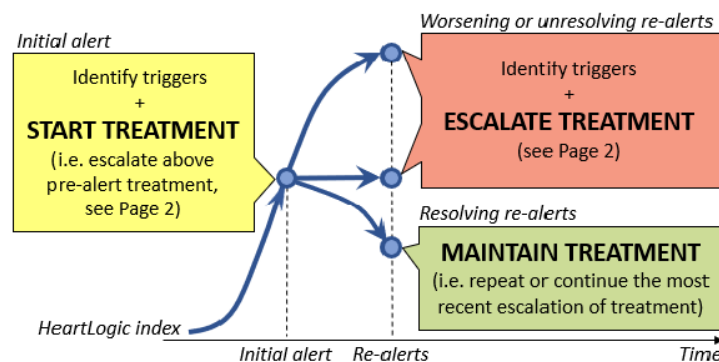 Initial alert
Identify triggers
+
START TREATMENT
(i.e. escalate above
pre-alert treatment,
see Page 2)
Worsening or unresolving re-alerts
Identify triggers
+
ESCALATE TREATMENT
(see Page 2)
Resolving re-alerts
MAINTAIN TREATMENT
(i.e. repeat or continue the most
recent escalation of treatment)
HeartLogic index
Initial alert
Re-alerts
Time